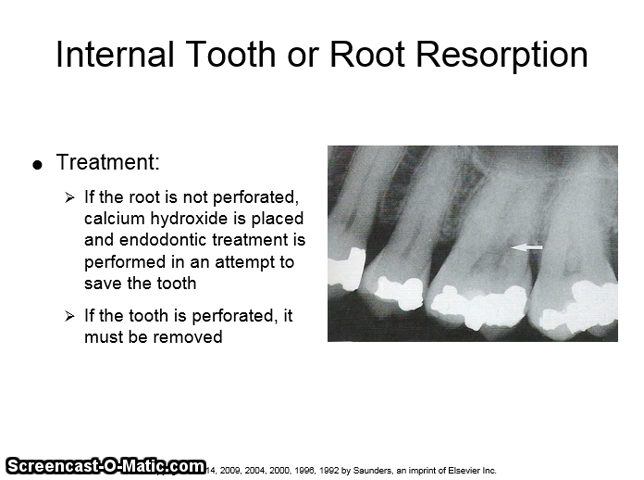 Internal Tooth or Root Resorption
● Treatment:
➢ If the root is not perforated,
calcium hydroxide is placed
and endodontic treatment is
performed in an attempt to
save the tooth
➢ If the tooth is perforated, it
must be removed
Screencast-O-Matic.com
14, 2009, 2004, 2000, 1996, 1992 by Saunders, an imprint of Elsevier Inc.